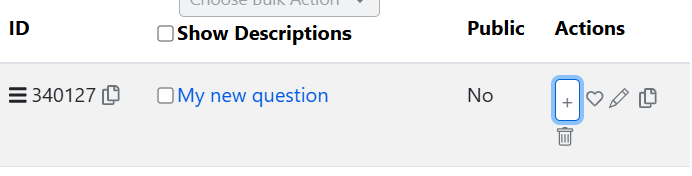 Choose Bulk Action
ID
Show Descriptions
Public
Actions
340127
My new question
No
+